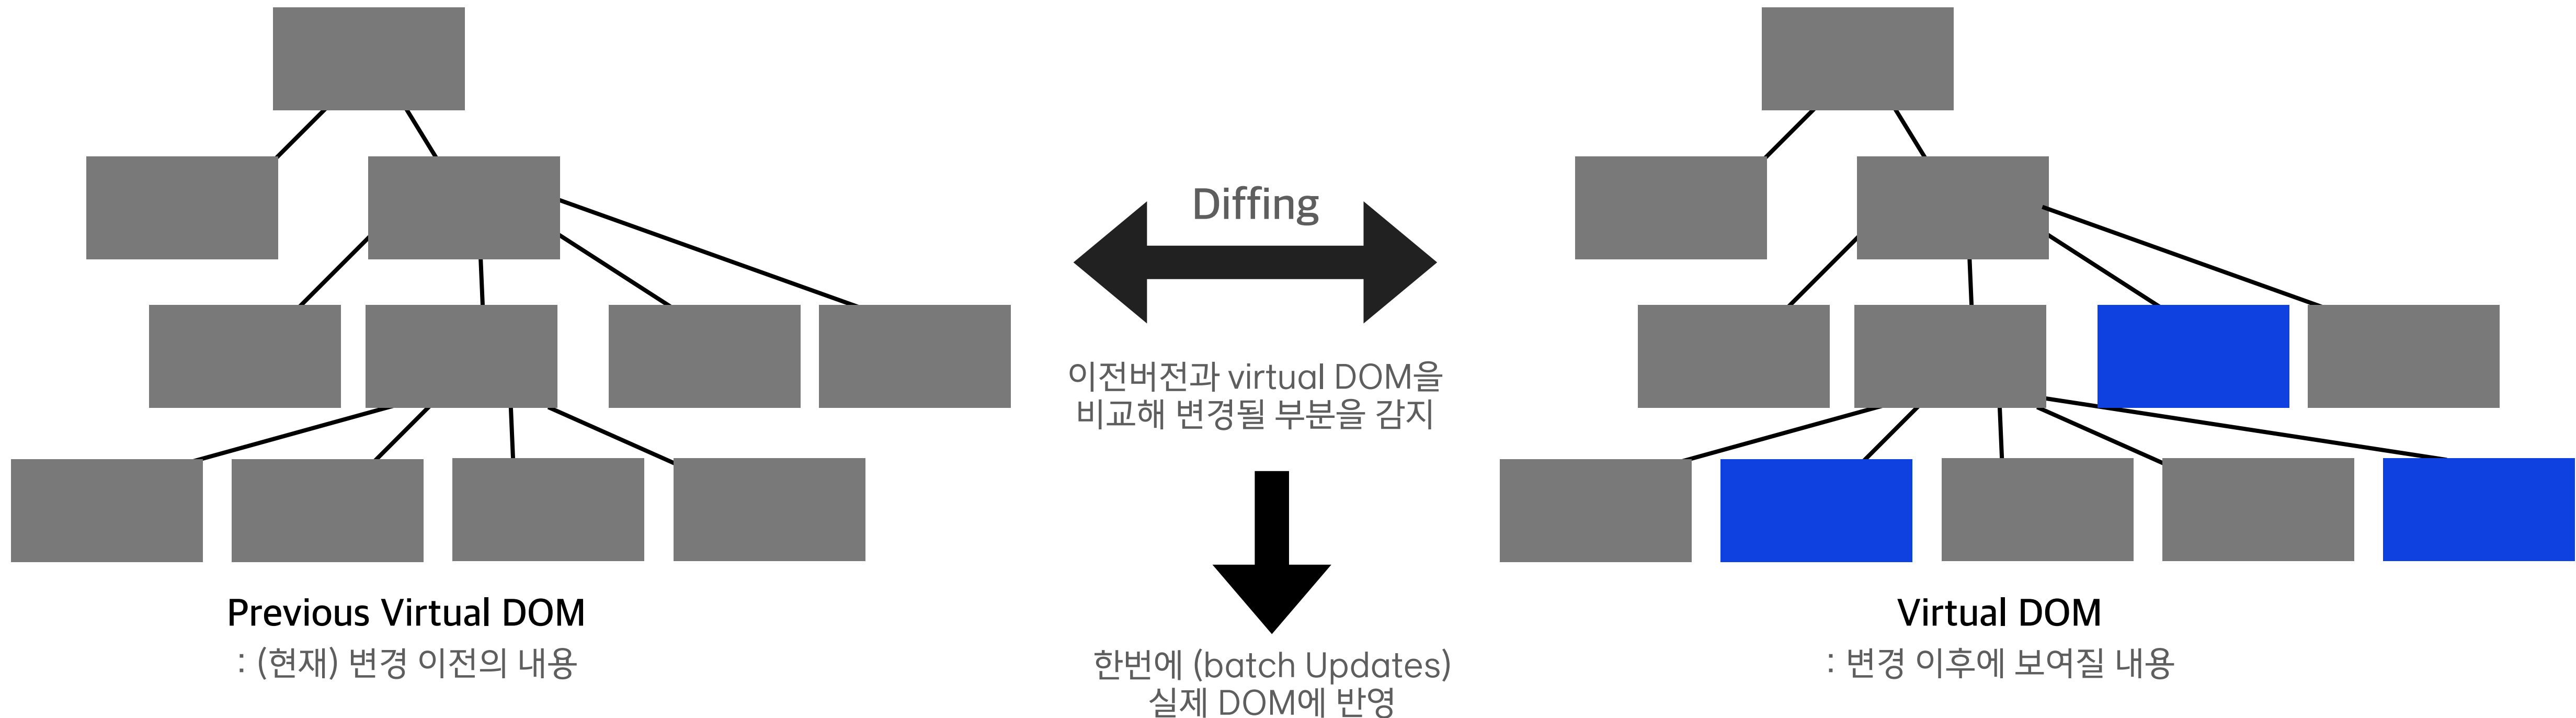 Diffing
이전버전과 virtual DOM을
비교해 변경될 부분을 감지
한번에 (batch Updates)
실제 DOM에 반영
Previous Virtual DOM
: (현재) 변경 이전의 내용
Virtual DOM
: 변경 이후에 보여질 내용